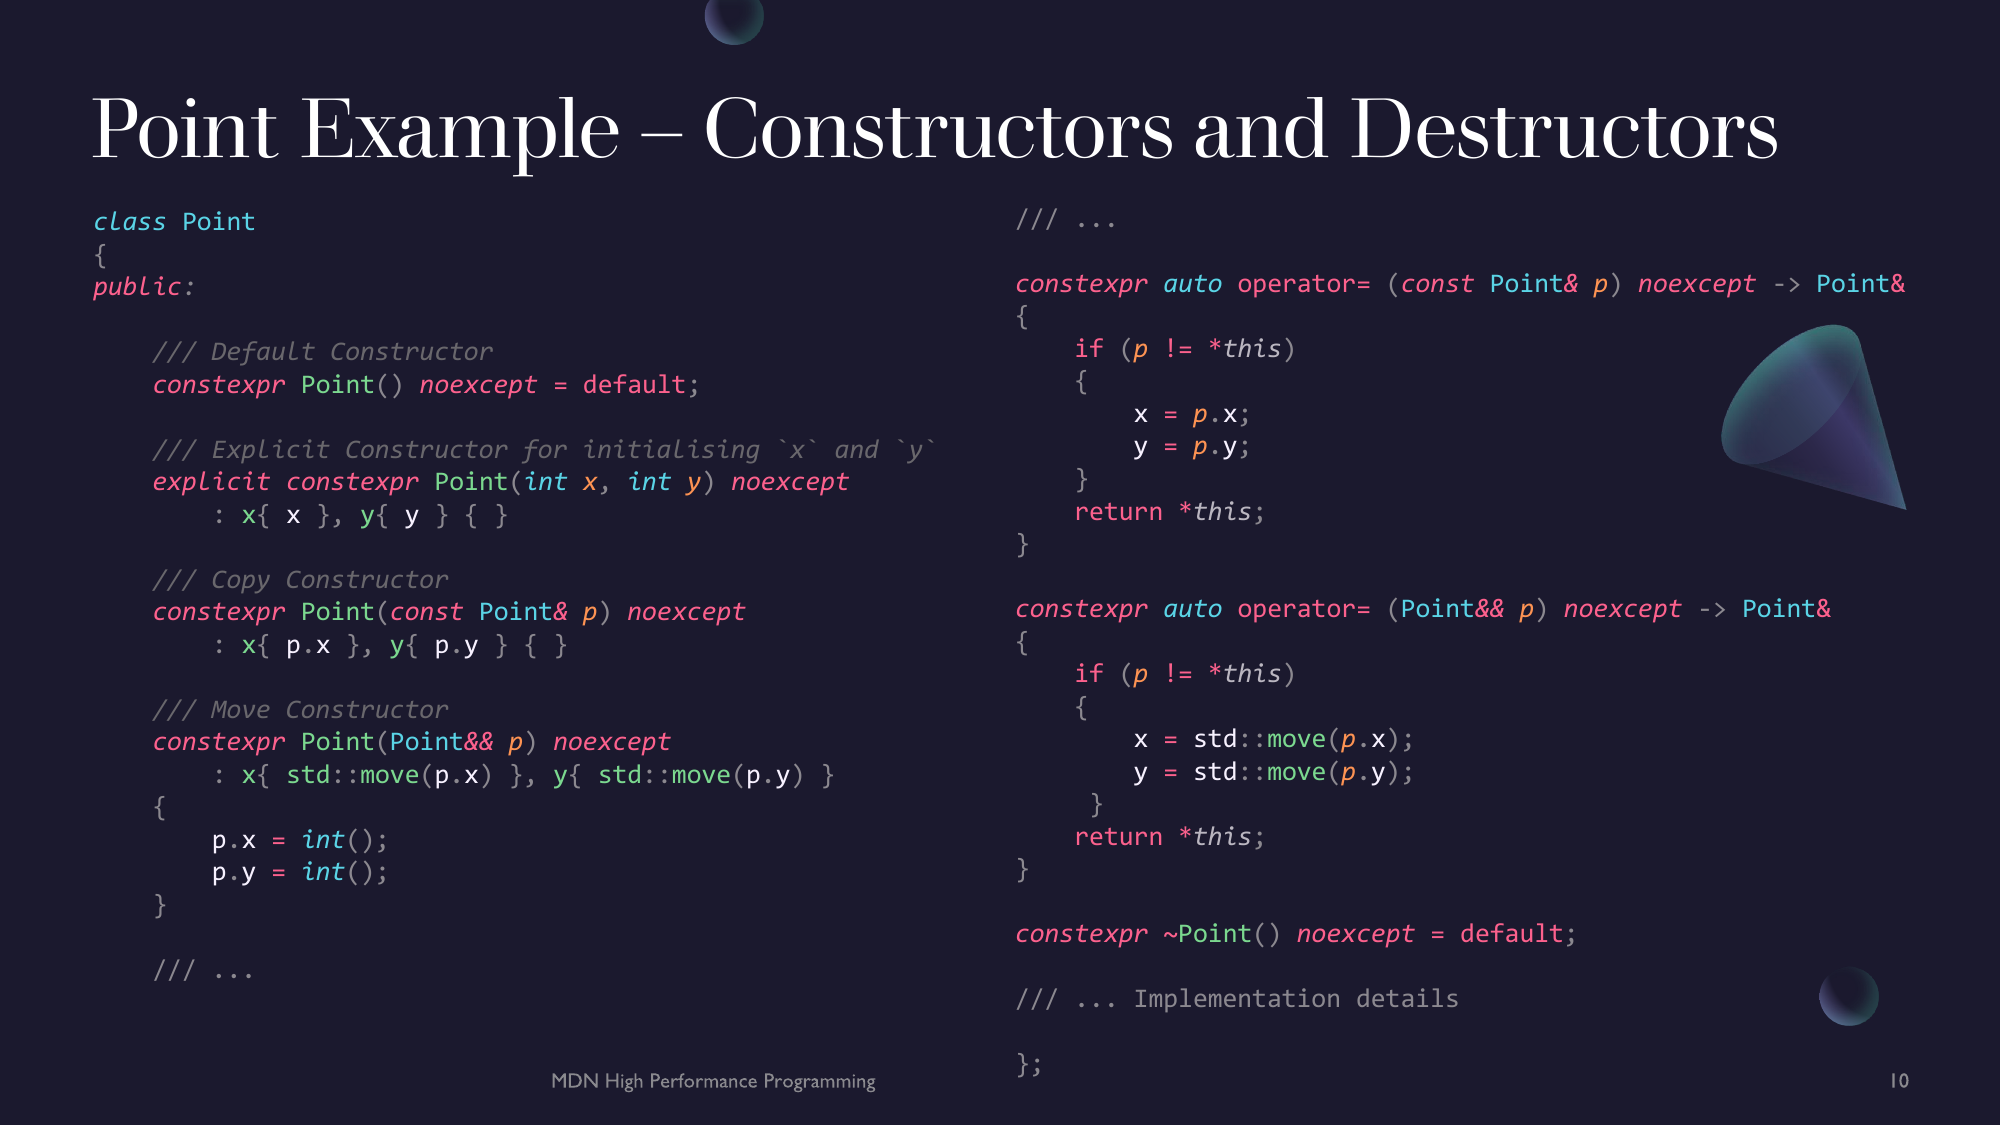 Point Example – Constructors and Destructors
class Point
{
public:
/// Default Constructor
constexpr Point() noexcept = default;
/// Explicit Constructor for initialising `x` and `y`
explicit constexpr Point(int x, int y) noexcept
: x{ x }, y{ y } { }
/// Copy Constructor
constexpr Point(const Point& p) noexcept
: x{ p.x }, y{ p.y } { }
/// Move Constructor
constexpr Point(Point&& p) noexcept
: x{ std::move(p.x) }, y{ std::move(p.y) }
{
p.x = int();
p.y = int();
}
/// ...
/// ...
constexpr auto operator= (const Point& p) noexcept -> Point&
{
if (p != *this)
{
x = p.x;
y = p.y;
}
return *this;
}
constexpr auto operator= (Point&& p) noexcept -> Point&
{
if (p != *this)
{
x = std::move(p.x);
y = std::move(p.y);
}
return *this;
}
constexpr ~Point() noexcept = default;
/// ... Implementation details
};
MDN High Performance Programming
10